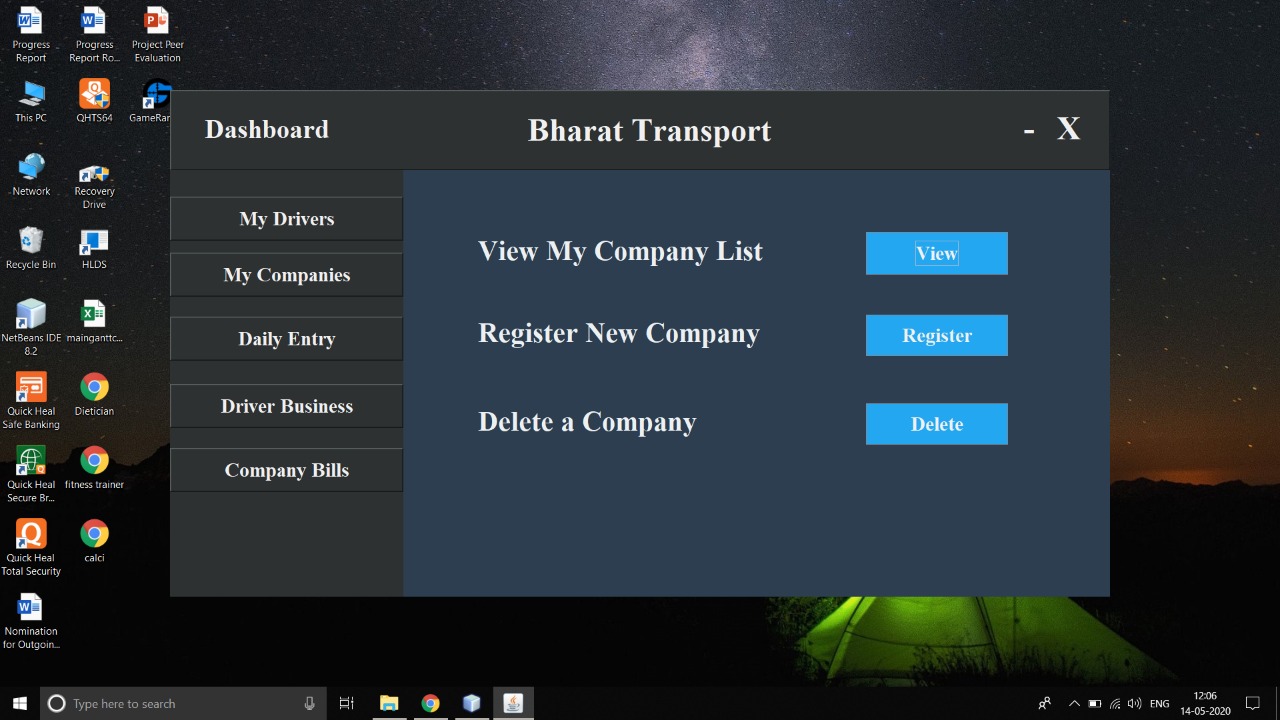 Progress Report
Progress Report Ro...
Project Peer Evaluation
This PC
QHTS64
GameRan
Network
Recovery Drive
Recycle Bin
HLDS
NetBeans IDE 8.2
mainganttc...
Quick Heal Safe Banking
Dietician
Quick Heal Secure Br...
fitness trainer
Quick Heal Total Security
calci
Nomination for Outgoin...
Dashboard
Bharat Transport
- X
My Drivers
My Companies
Daily Entry
Driver Business
Company Bills
View My Company List
View
Register New Company
Register
Delete a Company
Delete
Type here to search
ENG
12:06
14-05-2020